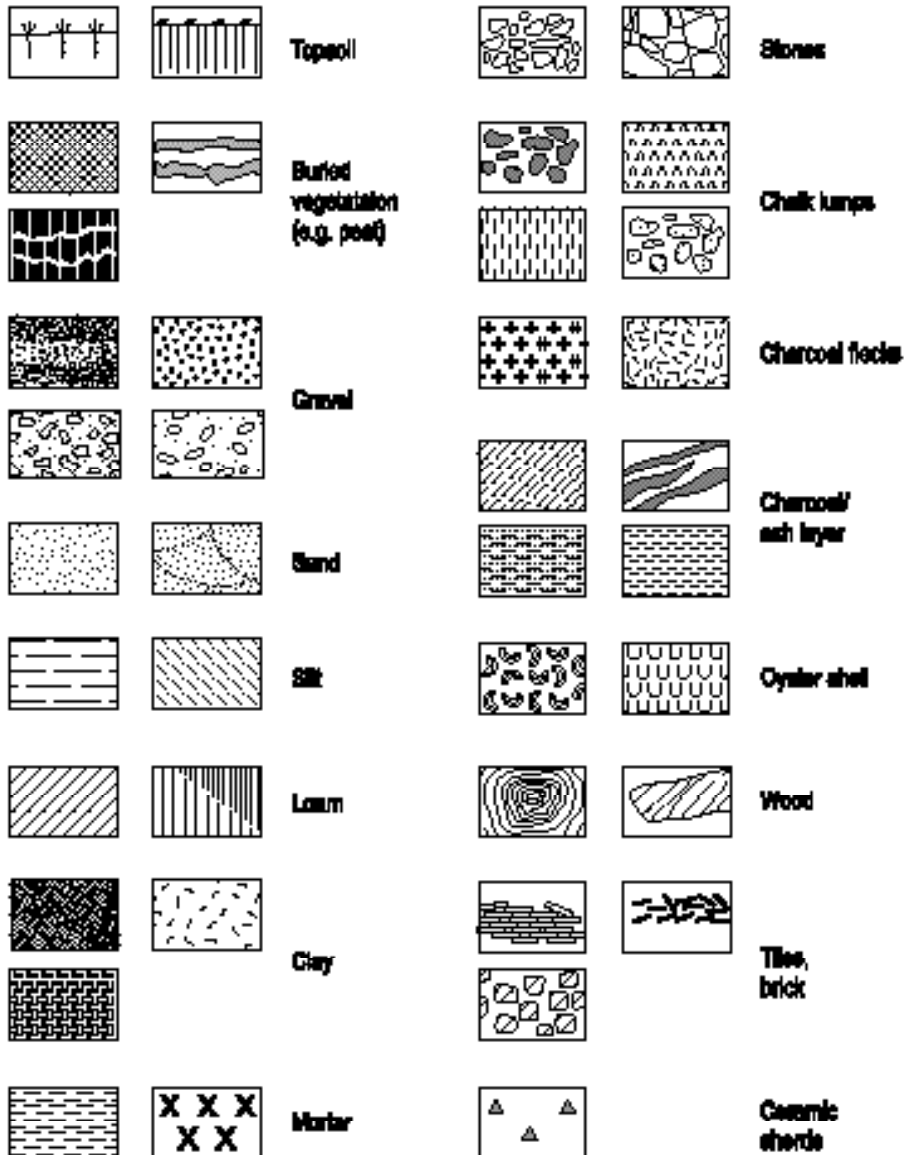 Topsoil
Stones
Buried
vegetatation
(e.g. peat)
Chalk lumps
Gravel
Charcoal flecks
Charcoal/
ash layer
Sand
Silt
Oyster shell
Loam
Wood
Clay
Tiles,
brick
Mortar
X X X
X X
Ceramic
sherds